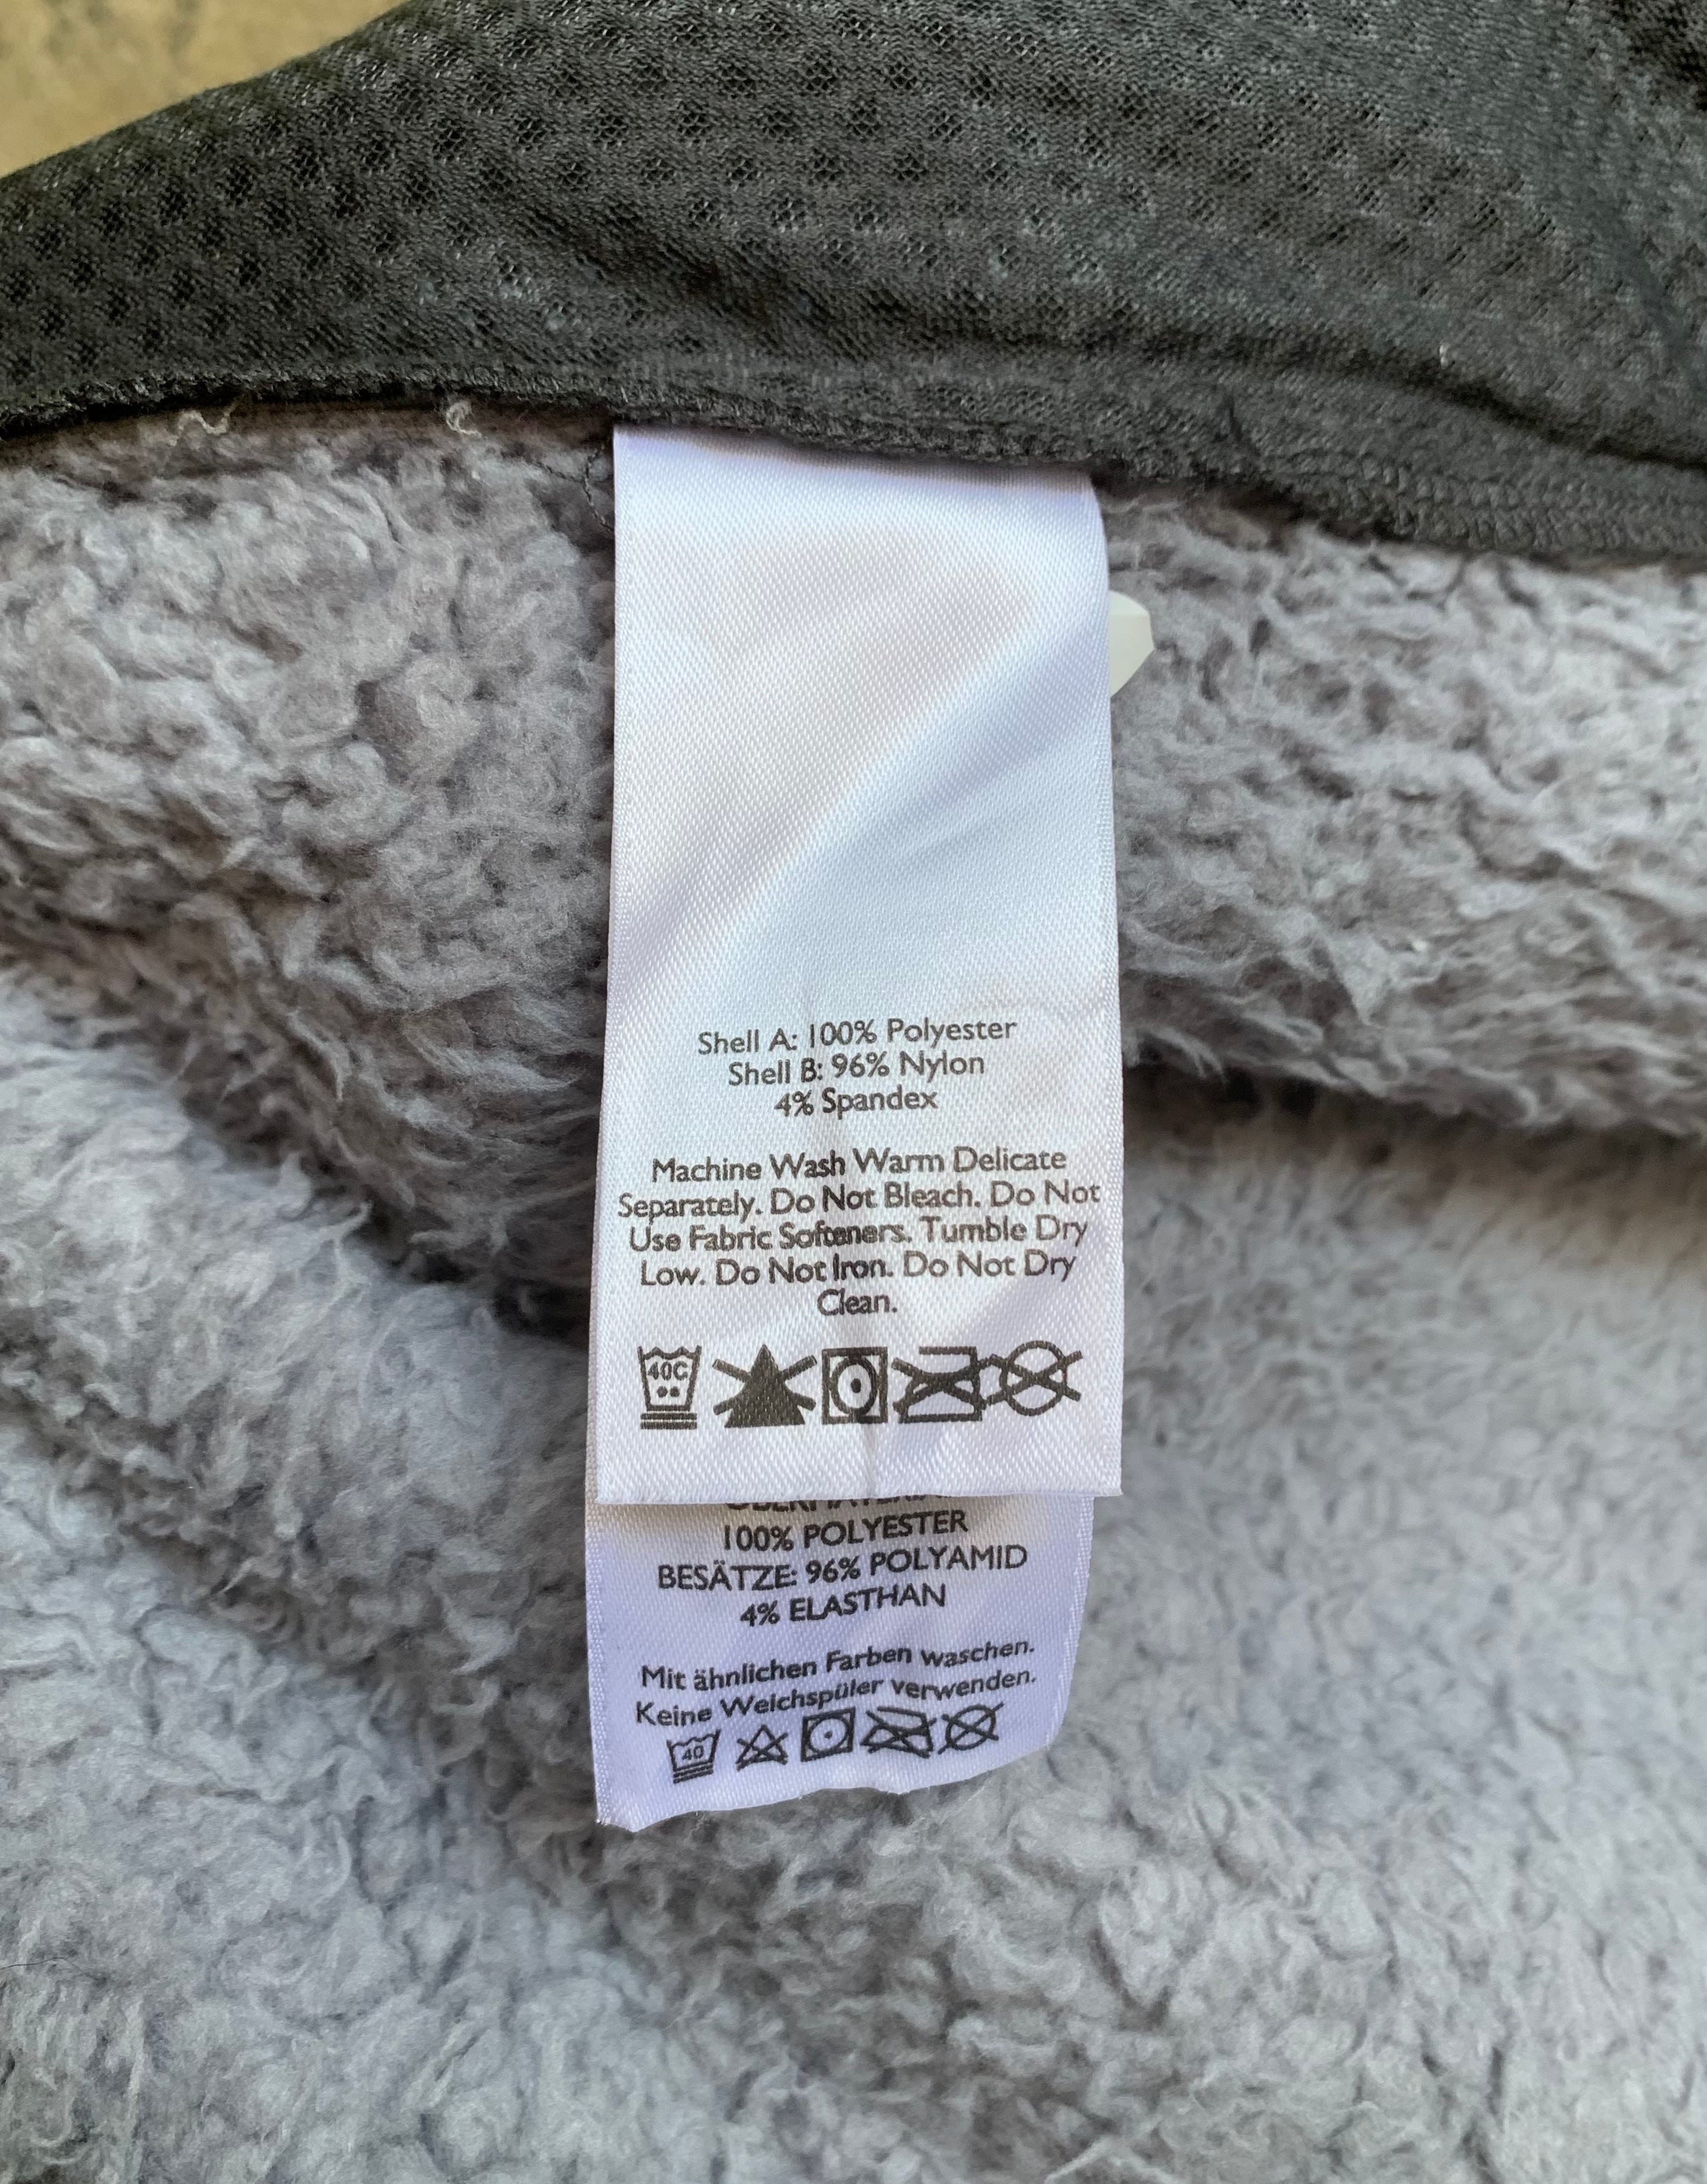 Shell A: 100% Polyester
Shell B: 96% Nylon
4% Spandex
Machine Wash Warm Delicate
Separately. Do Not Bleach. Do Not
Use Fabric Softeners. Tumble Dry
Low. Do Not Iron. Do Not Dry
Clean.
40C
100% POLYESTER
BESÄTZE: 96% POLYAMID
4% ELASTHAN
Mit ähnlichen Farben waschen.
Keine Weichspüler verwenden.
40